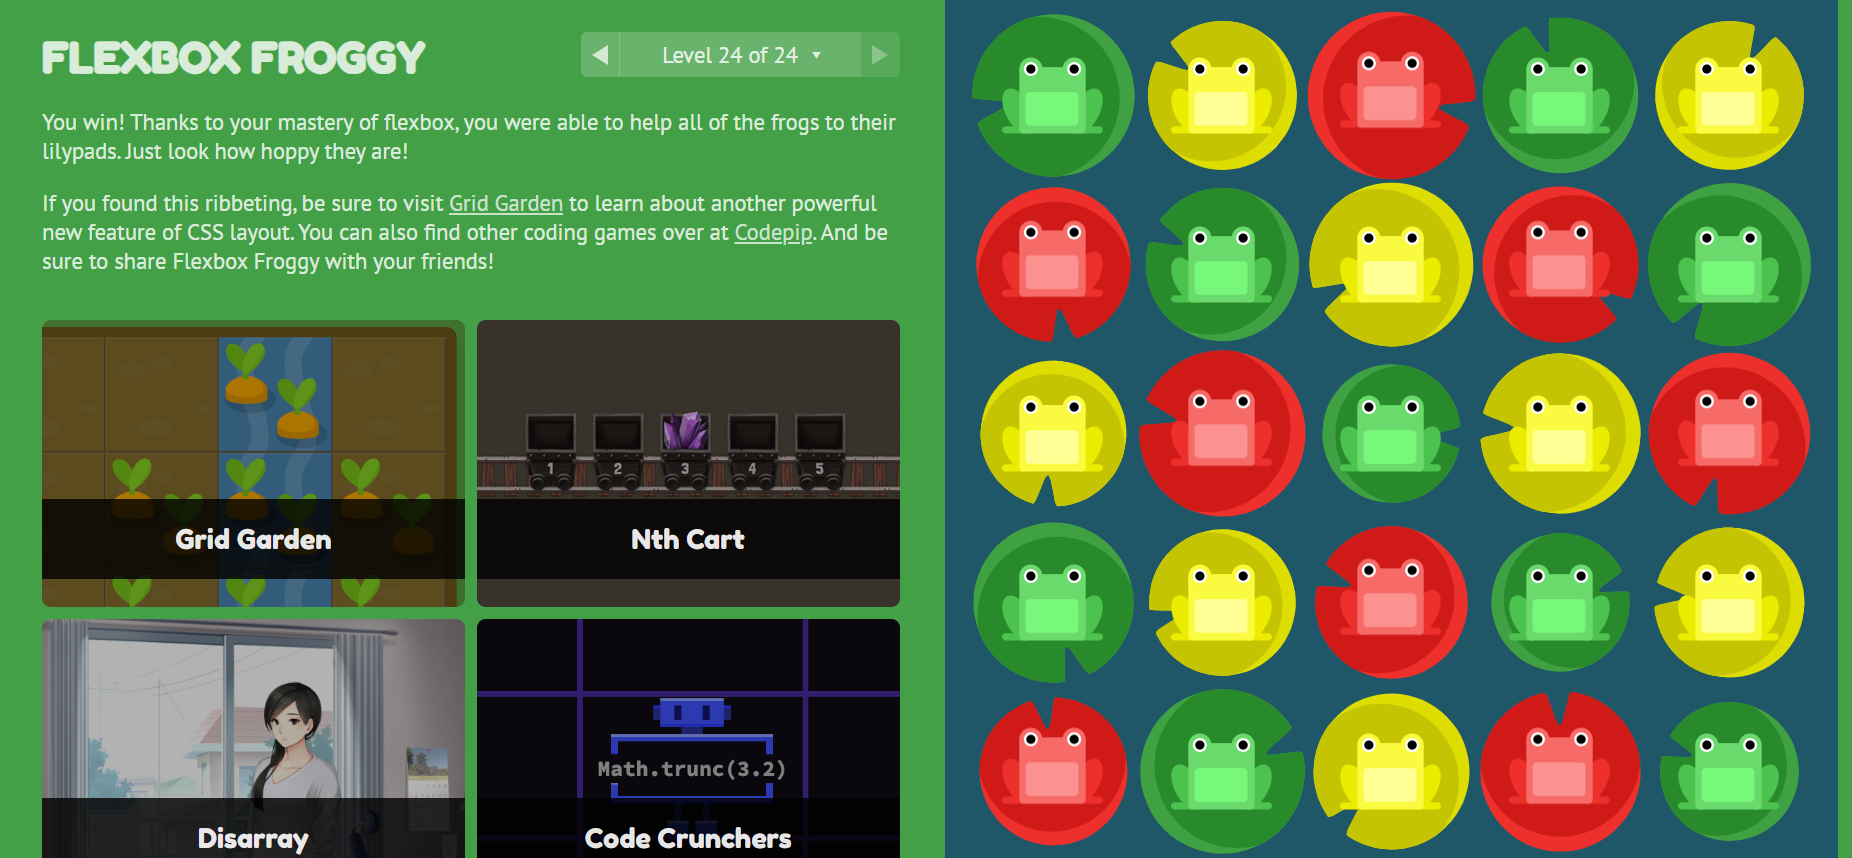 FLEXBOX FROGGY
Level 24 of 24
You win! Thanks to your mastery of flexbox, you were able to help all of the frogs to their
lilypads. Just look how hoppy they are!
If you found this ribbeting, be sure to visit Grid Garden to learn about another powerful
new feature of CSS layout. You can also find other coding games over at Codepip. And be
sure to share Flexbox Froggy with your friends!
Grid Garden
1 2 3 4 5
Nth Cart
Disarray
Math.trunc(3.2)
Code Crunchers